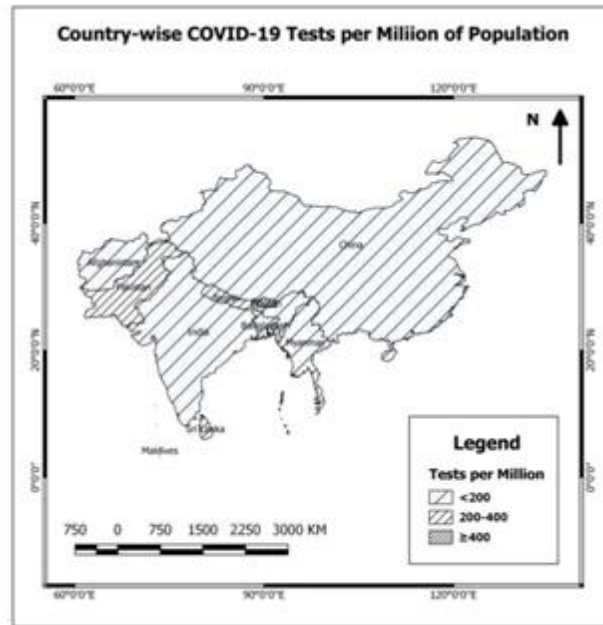 Country-wise COVID-19 Tests per Miliion of Population
60°0'0"E 90°0'0"E 120°0'0"E
N
40°0'0"N 40°0'0"N
China
Afghanistan
Pakistan
Nepal
India
Bangladesh
Myanmar
20°0'0"N 20°0'0"N
Sri Lanka
Maldives
Legend
Tests per Million
<200
200-400
≥400
0°0'0" 0°0'0"
750 0 750 1500 2250 3000 KM
60°0'0"E 90°0'0"E 120°0'0"E